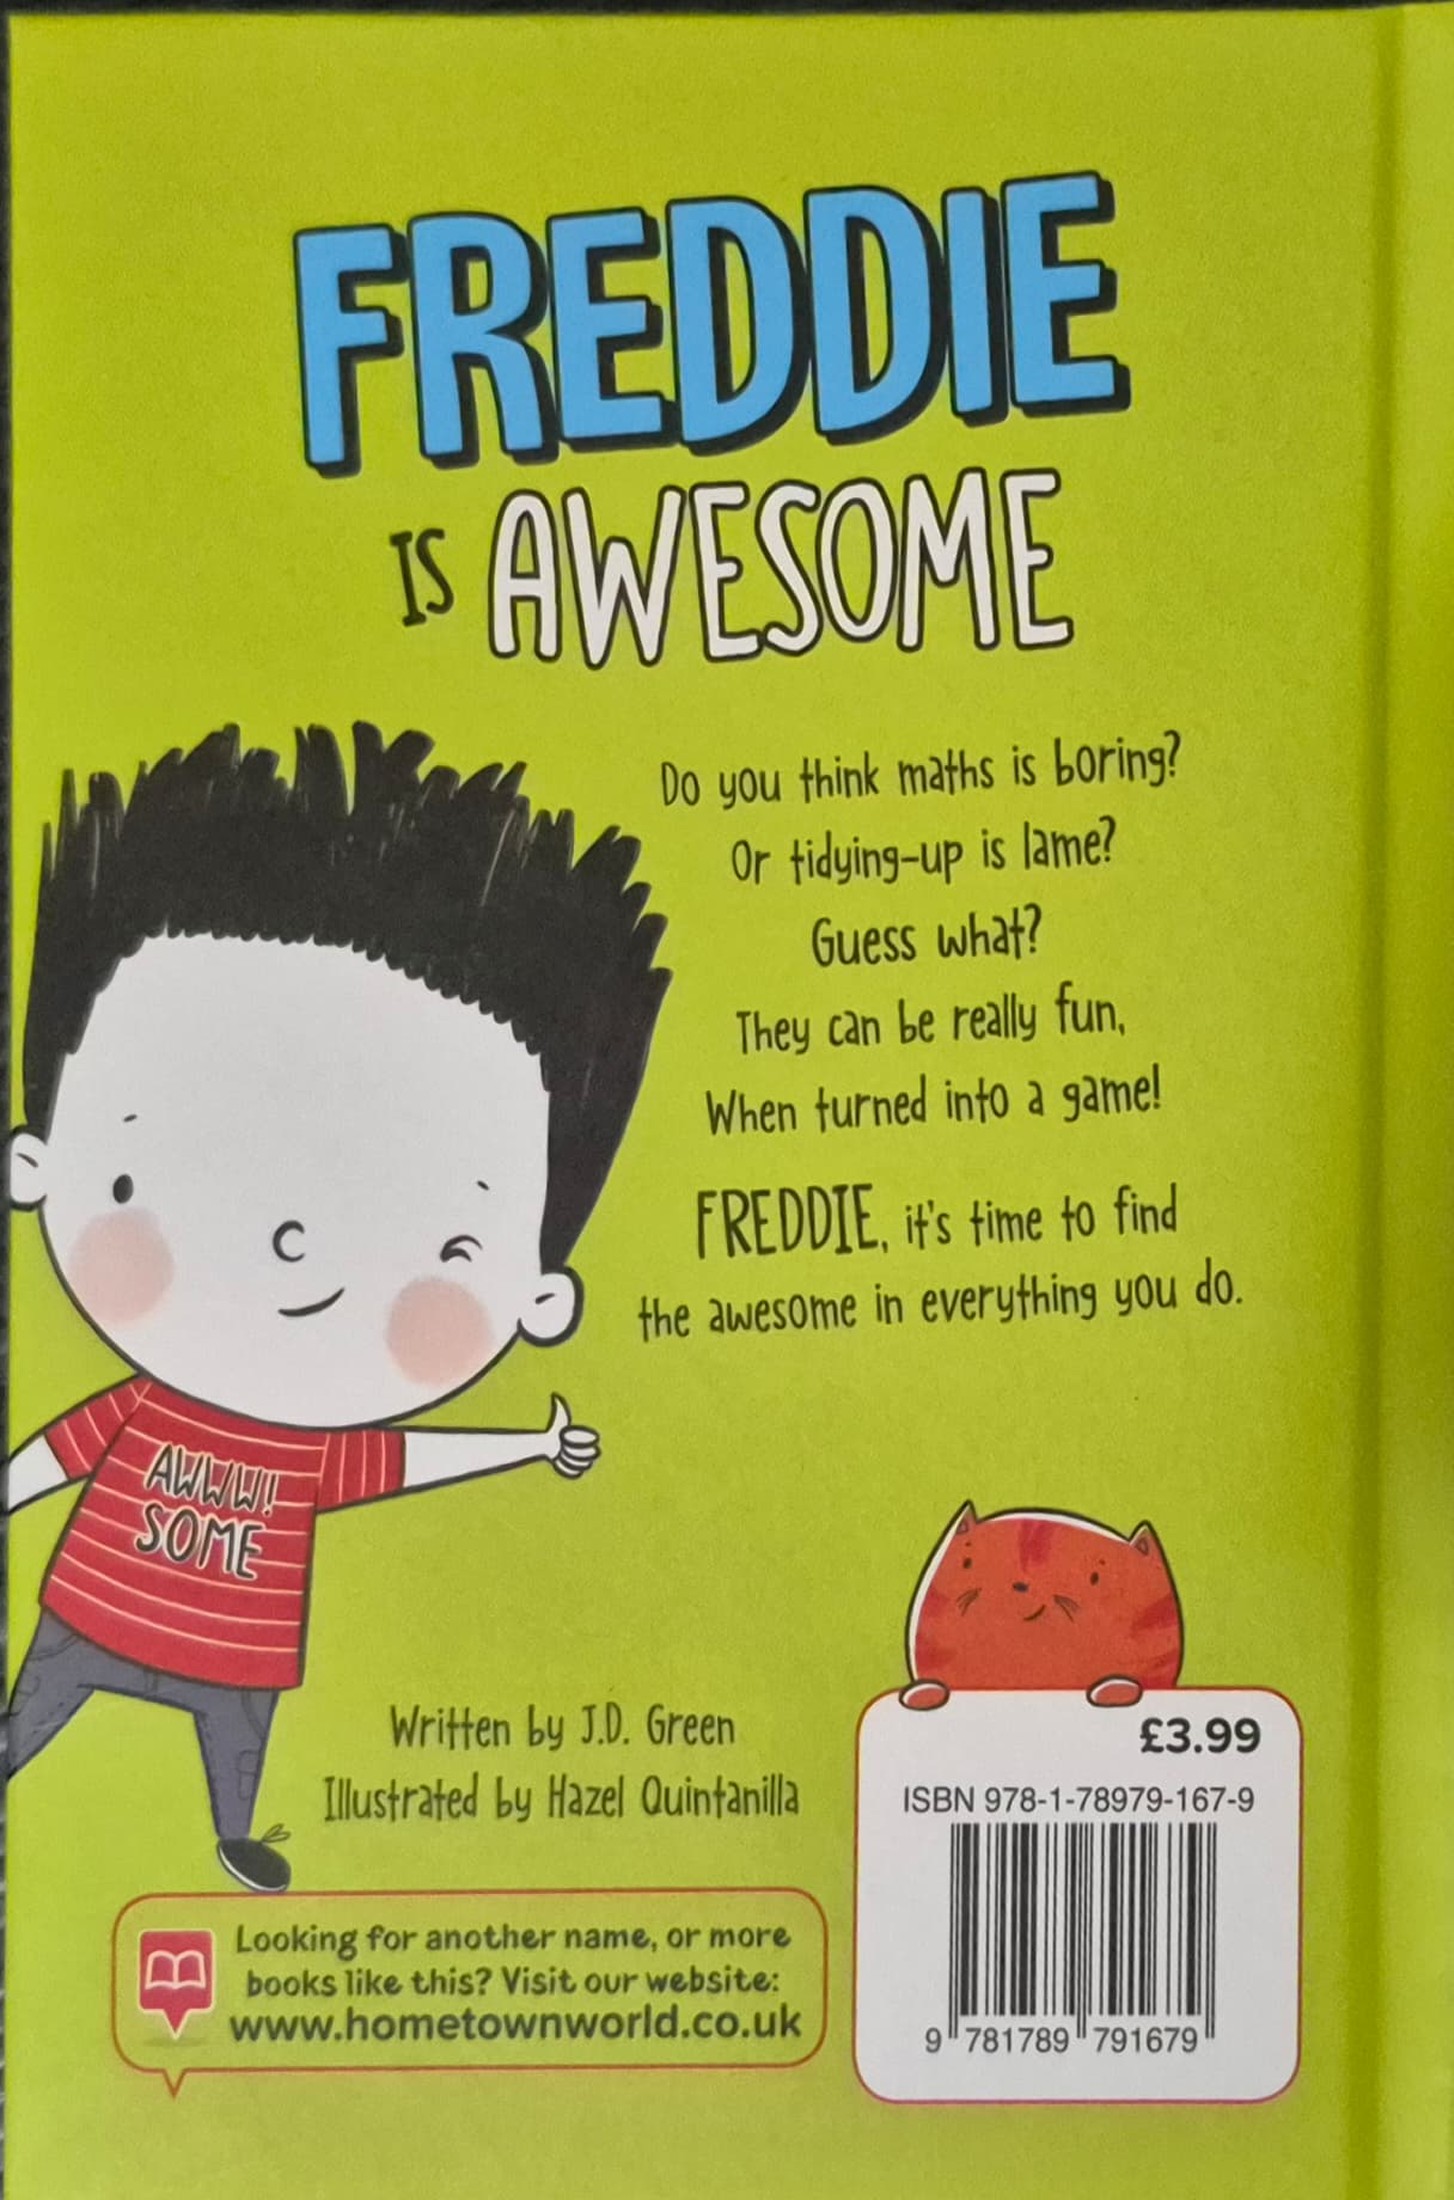 FREDDIE
IS AWESOME
Do you think maths is boring?
Or tidying-up is lame?
Guess what?
They can be really fun,
When turned into a game!
FREDDIE, it's time to find
the awesome in everything you do.
AWWW!
SOME
Written by J.D. Green
Illustrated by Hazel Quintanilla
Looking for another name, or more
books like this? Visit our website:
www.hometownworld.co.uk
£3.99
ISBN 978-1-78979-167-9
9 781789 791679